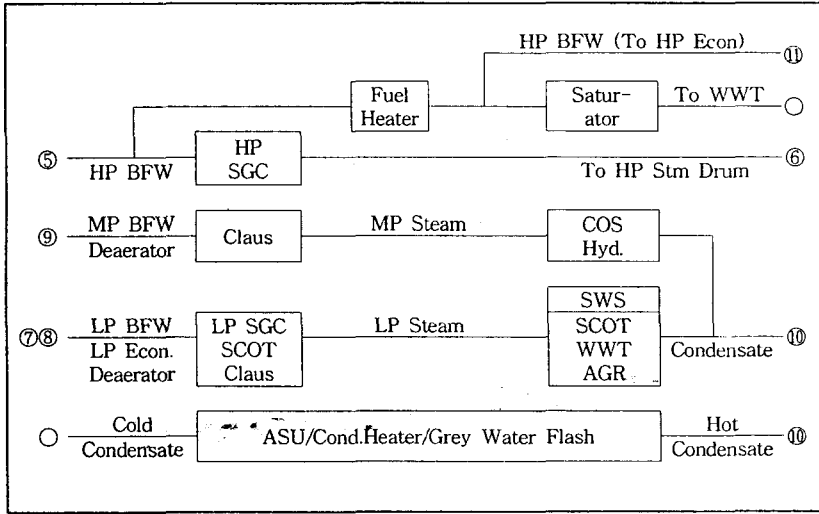 HP BFW (To HP Econ)
⑪
Fuel
Heater
Satur-
ator
To WWT
⑤
HP BFW
HP
SGC
To HP Stm Drum
⑥
⑨
MP BFW
Deaerator
Claus
MP Steam
COS
Hyd.
⑦⑧
LP BFW
LP Econ.
Deaerator
LP SGC
SCOT
Claus
LP Steam
SWS
SCOT
WWT
AGR
Condensate
⑩
Cold
Condensate
ASU/Cond.Heater/Grey Water Flash
Hot
Condensate
⑩